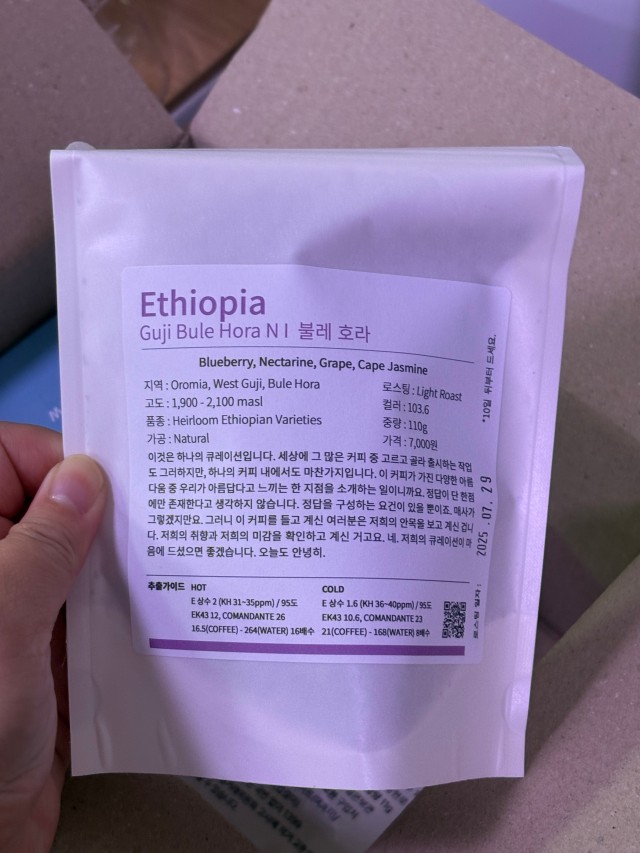 Ethiopia
Guji Bule Hora N I 불레 호라
Blueberry, Nectarine, Grape, Cape Jasmine
지역 : Oromia, West Guji, Bule Hora
고도 : 1,900 - 2,100 masl
품종 : Heirloom Ethiopian Varieties
가공 : Natural
로스팅 : Light Roast
컬러 : 103.6
중량 : 110g
가격 : 7,000원
*10일 뒤부터 드세요.
이것은 하나의 큐레이션입니다. 세상에 그 많은 커피 중 고르고 골라 출시하는 작업
도 그러하지만, 하나의 커피 내에서도 마찬가지입니다. 이 커피가 가진 다양한 아름
다움 중 우리가 아름답다고 느끼는 한 지점을 소개하는 일이니까요. 정답이 단 한점
에만 존재한다고 생각하지 않습니다. 정답을 구성하는 요건이 있을 뿐이죠. 매사가
그렇겠지만요. 그러니 이 커피를 들고 계신 여러분은 저희의 안목을 보고 계신 겁니
다. 저희의 취향과 저희의 미감을 확인하고 계신 거고요. 네. 저희의 큐레이션이 마
음에 드셨으면 좋겠습니다. 오늘도 안녕히.
로스팅 일자 : 2025 .07. 29
추출가이드 HOT
E 상수 2 (KH 31~35ppm) / 95도
EK43 12, COMANDANTE 26
16.5(COFFEE) - 264(WATER) 16배수
COLD
E 상수 1.6 (KH 36~40ppm) / 95도
EK43 10.6, COMANDANTE 23
21(COFFEE) - 168(WATER) 8배수